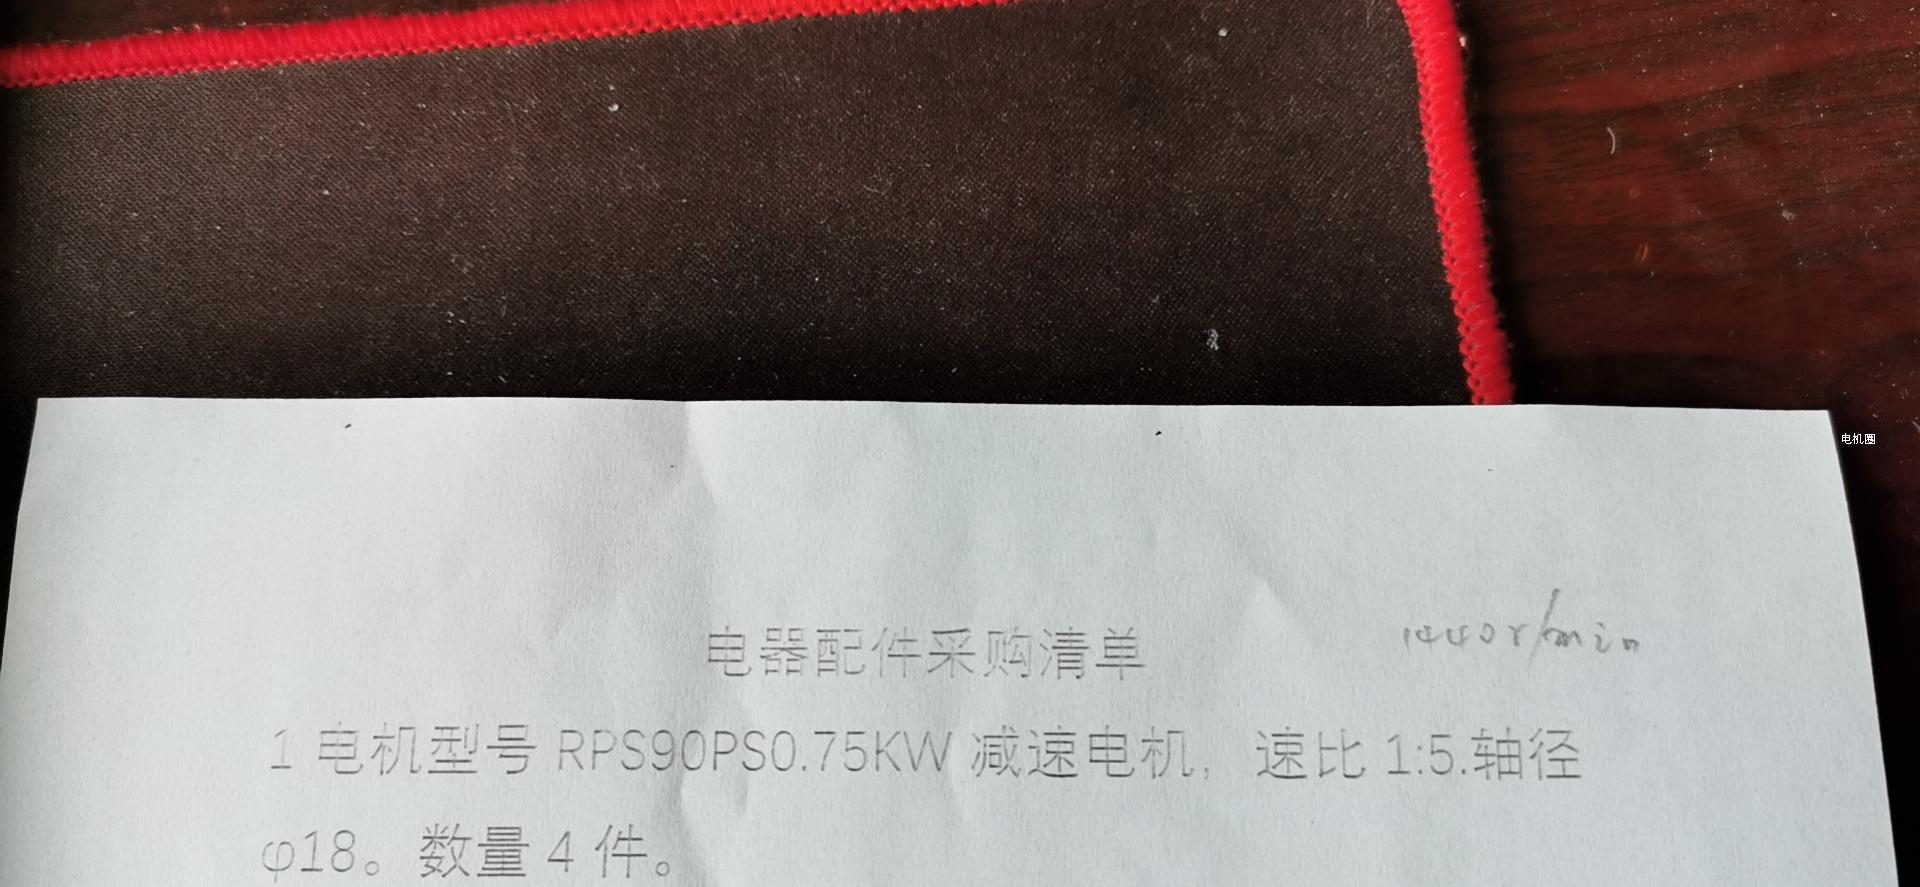 电机圈
电器配件采购清单
1440r/min
1 电机型号 RPS90PS0.75KW 减速电机，速比 1:5.轴径
φ18。数量 4 件。